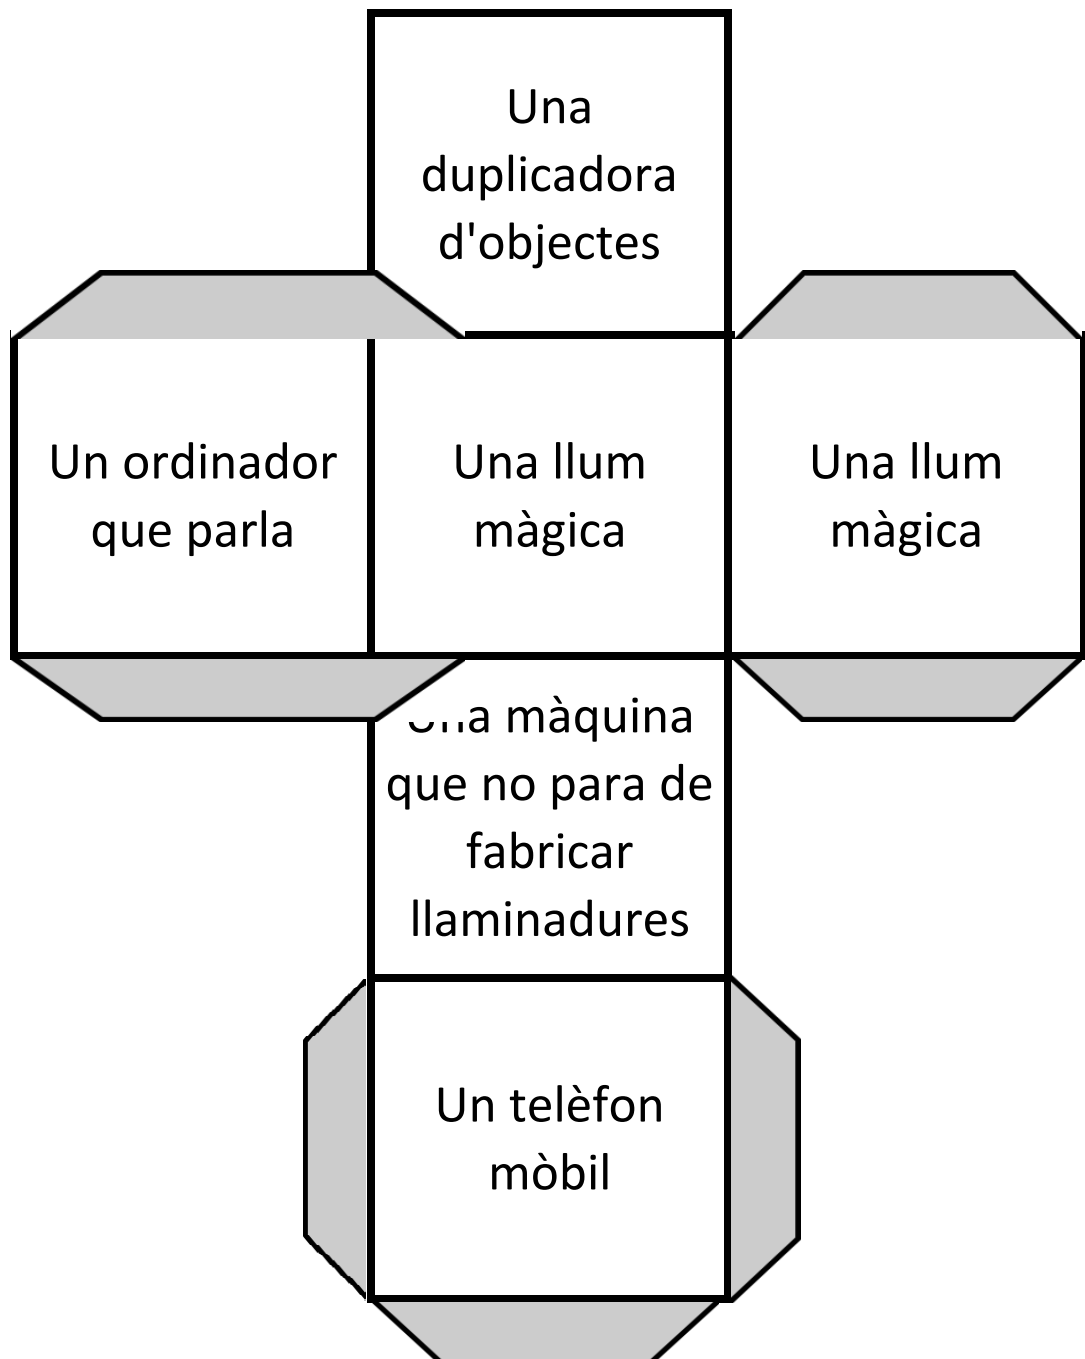 Una
duplicadora
d'objectes
Un ordinador
que parla
Una llum
màgica
Una llum
màgica
Una màquina
que no para de
fabricar
llaminadures
Un telèfon
mòbil